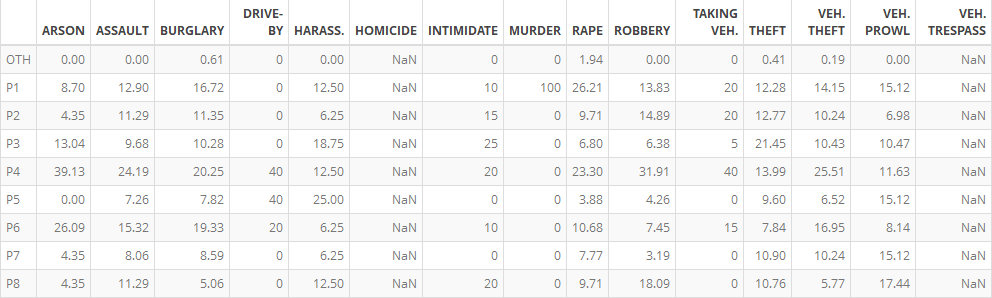 ARSON ASSAULT BURGLARY DRIVE-BY HARASS. HOMICIDE INTIMIDATE MURDER RAPE ROBBERY TAKING VEH. THEFT VEH. THEFT VEH. PROWL VEH. TRESPASS
OTH 0.00 0.00 0.61 0 0.00 NaN 0 0 1.94 0.00 0 0.41 0.19 0.00 NaN
P1 8.70 12.90 16.72 0 12.50 NaN 10 100 26.21 13.83 20 12.28 14.15 15.12 NaN
P2 4.35 11.29 11.35 0 6.25 NaN 15 0 9.71 14.89 20 12.77 10.24 6.98 NaN
P3 13.04 9.68 10.28 0 18.75 NaN 25 0 6.80 6.38 5 21.45 10.43 10.47 NaN
P4 39.13 24.19 20.25 40 12.50 NaN 20 0 23.30 31.91 40 13.99 25.51 11.63 NaN
P5 0.00 7.26 7.82 40 25.00 NaN 0 0 3.88 4.26 0 9.60 6.52 15.12 NaN
P6 26.09 15.32 19.33 20 6.25 NaN 10 0 10.68 7.45 15 7.84 16.95 8.14 NaN
P7 4.35 8.06 8.59 0 6.25 NaN 0 0 7.77 3.19 0 10.90 10.24 15.12 NaN
P8 4.35 11.29 5.06 0 12.50 NaN 20 0 9.71 18.09 0 10.76 5.77 17.44 NaN